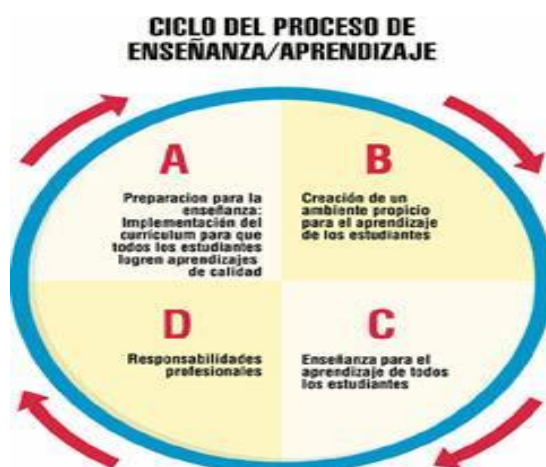 CICLO DEL PROCESO DE
ENSEÑANZA/APRENDIZAJE
A
Preparacion para la
enseñanza:
Implementación del
curriculum para que
todos los estudiantes
logren aprendizajes
de calidad
B
Creación de un
ambiente propicio
para el aprendizaje
de los estudiantes
D
Responsabilidades
profesionales
C
Enseñanza para el
aprendizaje de todos
los estudiantes